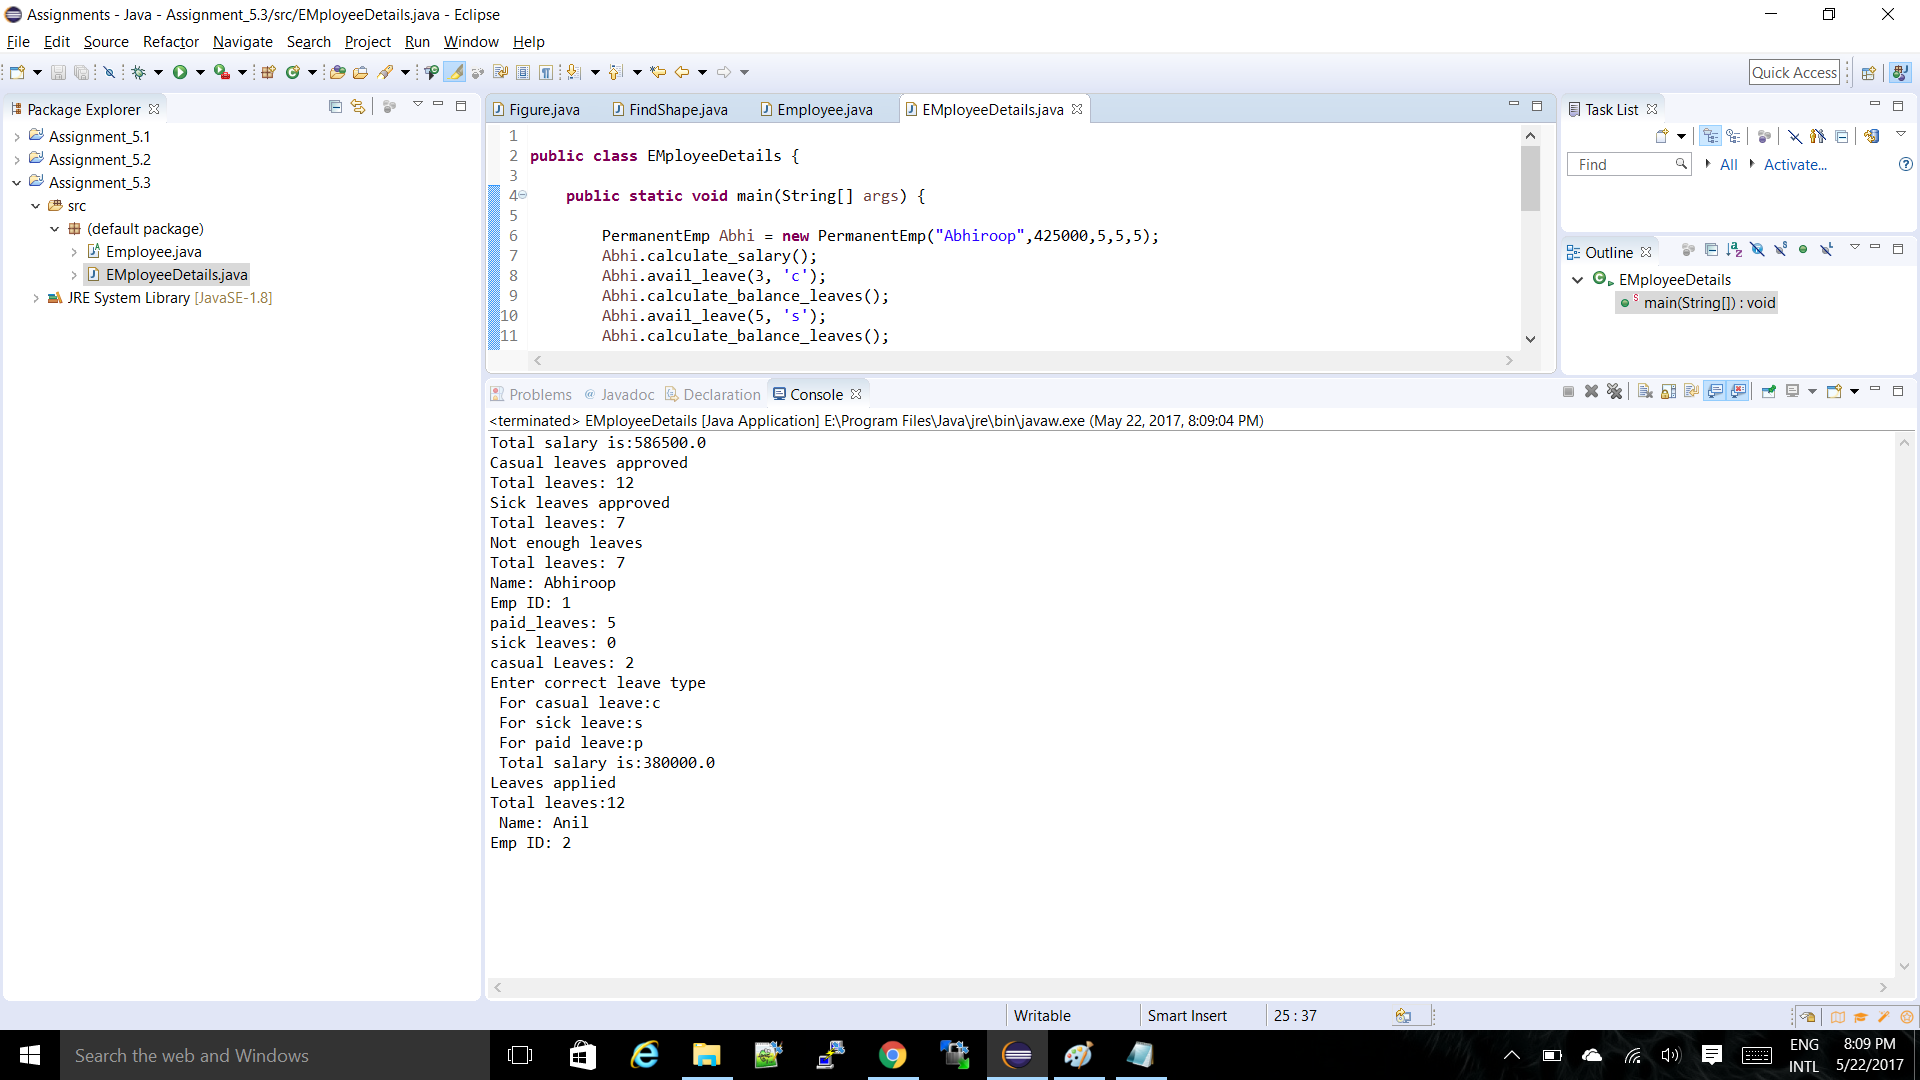 Assignments - Java - Assignment_5.3/src/EMployeeDetails.java - Eclipse
File Edit Source Refactor Navigate Search Project Run Window Help
Quick Access
Package Explorer
Assignment_5.1
Assignment_5.2
Assignment_5.3
src
(default package)
Employee.java
EMployeeDetails.java
JRE System Library [JavaSE-1.8]
Figure.java FindShape.java Employee.java EMployeeDetails.java
1
2 public class EMployeeDetails {
3
4 public static void main(String[] args) {
5
6 PermanentEmp Abhi = new PermanentEmp("Abhiroop",425000,5,5,5);
7 Abhi.calculate_salary();
8 Abhi.avail_leave(3, 'c');
9 Abhi.calculate_balance_leaves();
10 Abhi.avail_leave(5, 's');
11 Abhi.calculate_balance_leaves();
Task List
Find All Activate...
Outline
EMployeeDetails
main(String[]) : void
Problems Javadoc Declaration Console
<terminated> EMployeeDetails [Java Application] E:\Program Files\Java\jre\bin\javaw.exe (May 22, 2017, 8:09:04 PM)
Total salary is:586500.0
Casual leaves approved
Total leaves: 12
Sick leaves approved
Total leaves: 7
Not enough leaves
Total leaves: 7
Name: Abhiroop
Emp ID: 1
paid_leaves: 5
sick leaves: 0
casual Leaves: 2
Enter correct leave type
For casual leave:c
For sick leave:s
For paid leave:p
Total salary is:380000.0
Leaves applied
Total leaves:12
Name: Anil
Emp ID: 2
Writable Smart Insert 25 : 37
Search the web and Windows
ENG
INTL
8:09 PM
5/22/2017